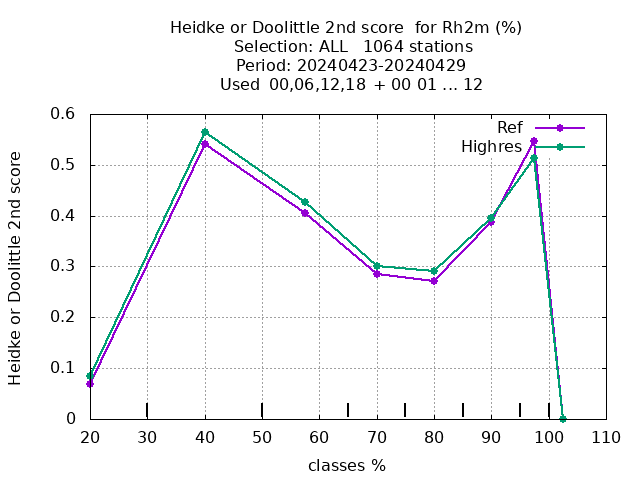 Heidke or Doolittle 2nd score  for Rh2m (%)
Selection: ALL   1064 stations
Period: 20240423-20240429
Used  00,06,12,18  + 00 01 ... 12
Ref
Highres
Heidke or Doolittle 2nd score
0.6
0.5
0.4
0.3
0.2
0.1
0
20 30 40 50 60 70 80 90 100 110
classes %